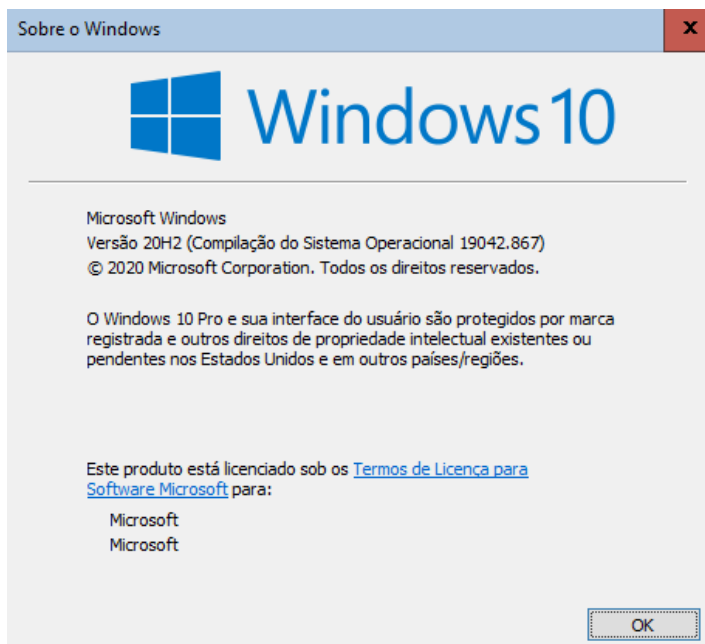 Sobre o Windows
x
Windows 10
Microsoft Windows
Versão 20H2 (Compilação do Sistema Operacional 19042.867)
© 2020 Microsoft Corporation. Todos os direitos reservados.
O Windows 10 Pro e sua interface do usuário são protegidos por marca
registrada e outros direitos de propriedade intelectual existentes ou
pendentes nos Estados Unidos e em outros países/regiões.
Este produto está licenciado sob os Termos de Licença para
Software Microsoft para:
Microsoft
Microsoft
OK